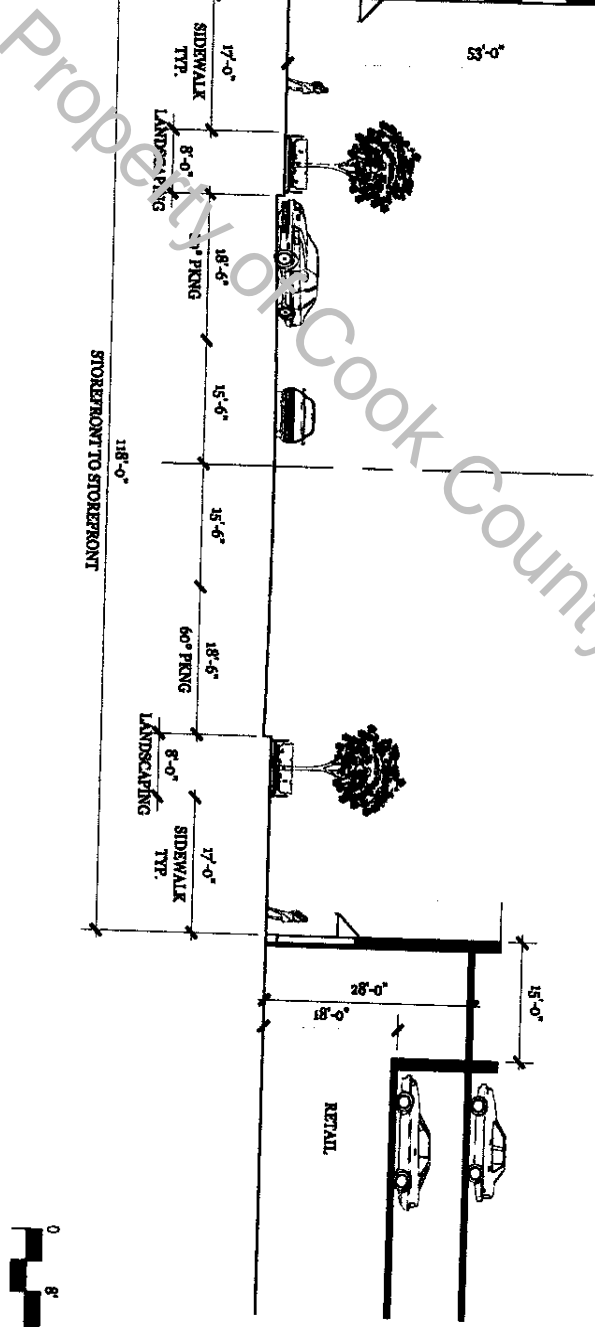 Property of Cook County
17'-0"
SIDEWALK
TYP.
8'-0"
LANDSCAPING
18'-6"
PKNG
15'-6"
15'-6"
18'-6"
60° PKNG
8'-0"
LANDSCAPING
17'-0"
SIDEWALK
TYP.
118'-0"
STOREFRONT TO STOREFRONT
15'-0"
28'-0"
18'-0"
RETAIL
0
8'